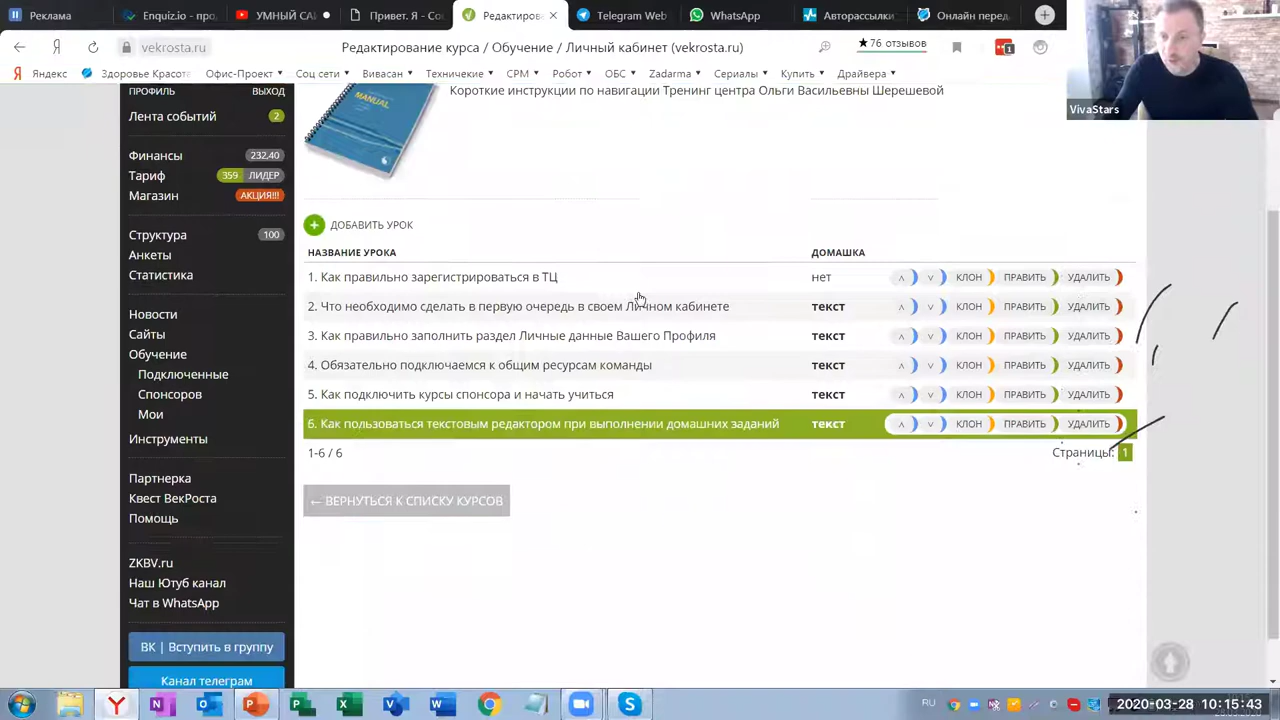 Реклама
Enquiz.io - про
УМНЫЙ СА
Привет. Я - Со
Редактирова
Telegram Web
WhatsApp
Авторассылки
Онлайн перед
vekrosta.ru
Редактирование курса / Обучение / Личный кабинет (vekrosta.ru)
★76 отзывов
1
Яндекс
Здоровье Красот
Офис-Проект
Соц сети
Вивасан
Технические
СРМ
Робот
ОБС
Zadarma
Сериалы
Купить
Драйвера
VivaStars
ПРОФИЛЬ
ВЫХОД
Лента событий
2
Финансы
232,40
Тариф
359 ЛИДЕР
Магазин
АКЦИЯ!!!
Структура
100
Анкеты
Статистика
Новости
Сайты
Обучение
Подключенные
Спонсоров
Мои
Инструменты
Партнерка
Квест ВекРоста
Помощь
ZKBV.ru
Наш Ютуб канал
Чат в WhatsApp
ВК | Вступить в группу
Канал телеграм
MANUAL
Короткие инструкции по навигации Тренинг центра Ольги Васильевны Шерешевой
+ ДОБАВИТЬ УРОК
НАЗВАНИЕ УРОКА
ДОМАШКА
1. Как правильно зарегистрироваться в ТЦ
нет
КЛОН
ПРАВИТЬ
УДАЛИТЬ
2. Что необходимо сделать в первую очередь в своем Личном кабинете
текст
КЛОН
ПРАВИТЬ
УДАЛИТЬ
3. Как правильно заполнить раздел Личные данные Вашего Профиля
текст
КЛОН
ПРАВИТЬ
УДАЛИТЬ
4. Обязательно подключаемся к общим ресурсам команды
текст
КЛОН
ПРАВИТЬ
УДАЛИТЬ
5. Как подключить курсы спонсора и начать учиться
текст
КЛОН
ПРАВИТЬ
УДАЛИТЬ
6. Как пользоваться текстовым редактором при выполнении домашних заданий
текст
КЛОН
ПРАВИТЬ
УДАЛИТЬ
1-6 / 6
Страницы: 1
← ВЕРНУТЬСЯ К СПИСКУ КУРСОВ
RU
2020-03-28 10:15:43